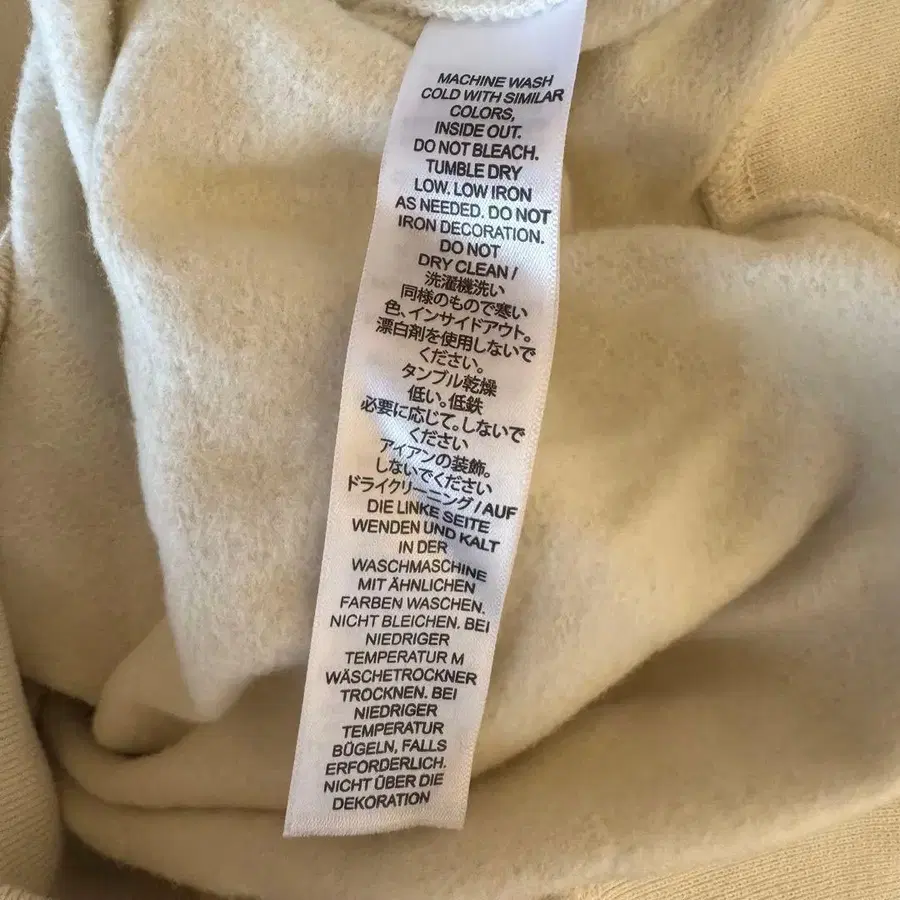 MACHINE WASH
COLD WITH SIMILAR
COLORS,
INSIDE OUT.
DO NOT BLEACH.
TUMBLE DRY
LOW. LOW IRON
AS NEEDED. DO NOT
IRON DECORATION.
DO NOT
DRY CLEAN /
洗濯機洗い
同様のもので寒い
色、インサイドアウト。
漂白剤を使用しないで
ください。
タンブル乾燥
低い。低鉄
必要に応じて。しないで
ください
アイアンの装飾。
しないでください
ドライクリーニング / AUF
DIE LINKE SEITE
WENDEN UND KALT
IN DER
WASCHMASCHINE
MIT ÄHNLICHEN
FARBEN WASCHEN.
NICHT BLEICHEN. BEI
NIEDRIGER
TEMPERATUR M
WÄSCHETROCKNER
TROCKNEN. BEI
NIEDRIGER
TEMPERATUR
BÜGELN, FALLS
ERFORDERLICH.
NICHT ÜBER DIE
DEKORATION